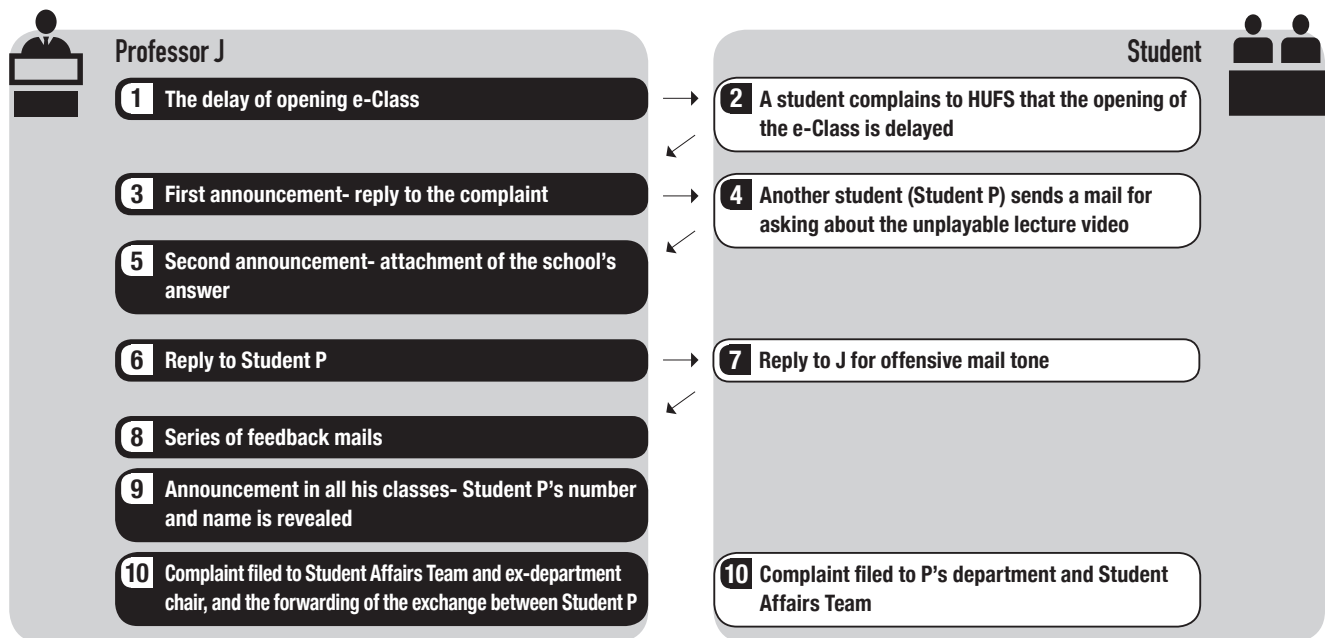 Professor J
Student
1 The delay of opening e-Class
2 A student complains to HUFS that the opening of
the e-Class is delayed
3 First announcement- reply to the complaint
4 Another student (Student P) sends a mail for
asking about the unplayable lecture video
5 Second announcement- attachment of the school's
answer
6 Reply to Student P
7 Reply to J for offensive mail tone
8 Series of feedback mails
9 Announcement in all his classes- Student P's number
and name is revealed
10 Complaint filed to Student Affairs Team and ex-department
chair, and the forwarding of the exchange between Student P
10 Complaint filed to P's department and Student
Affairs Team